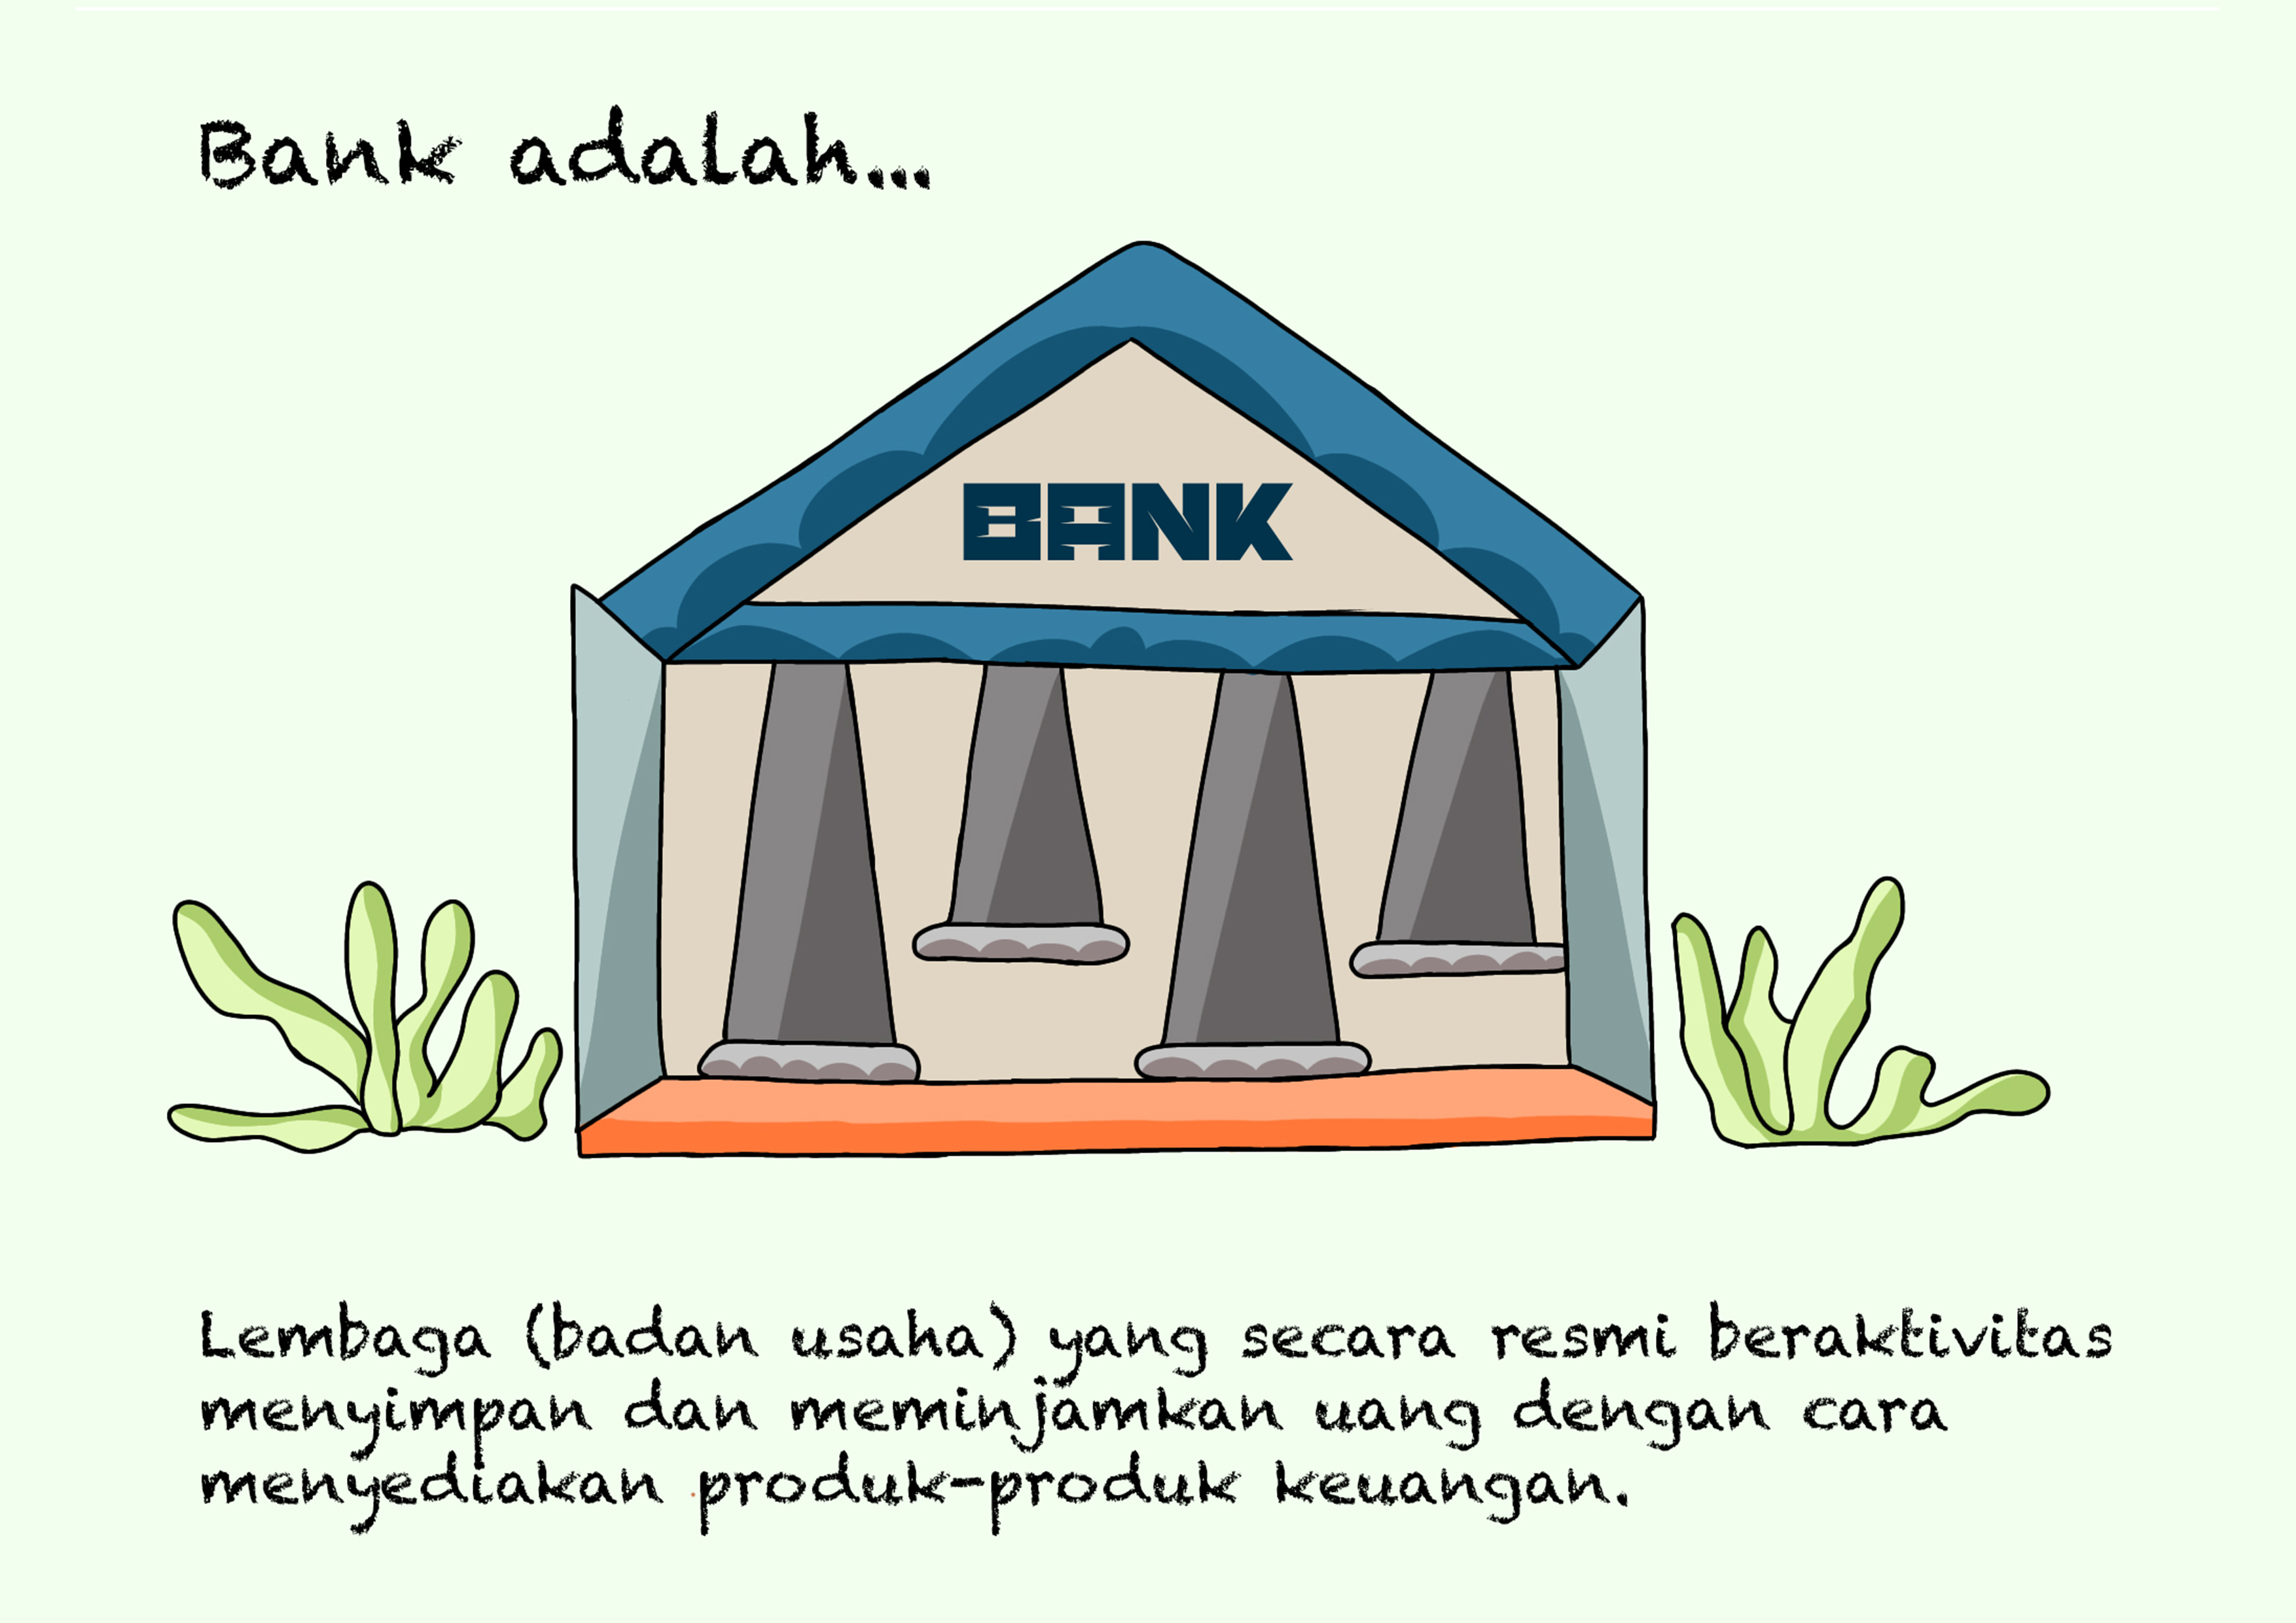 Bank adalah...
BANK
Lembaga (badan usaha) yang secara resmi beraktivitas
menyimpan dan meminjamkan uang dengan cara
menyediakan produk-produk keuangan.